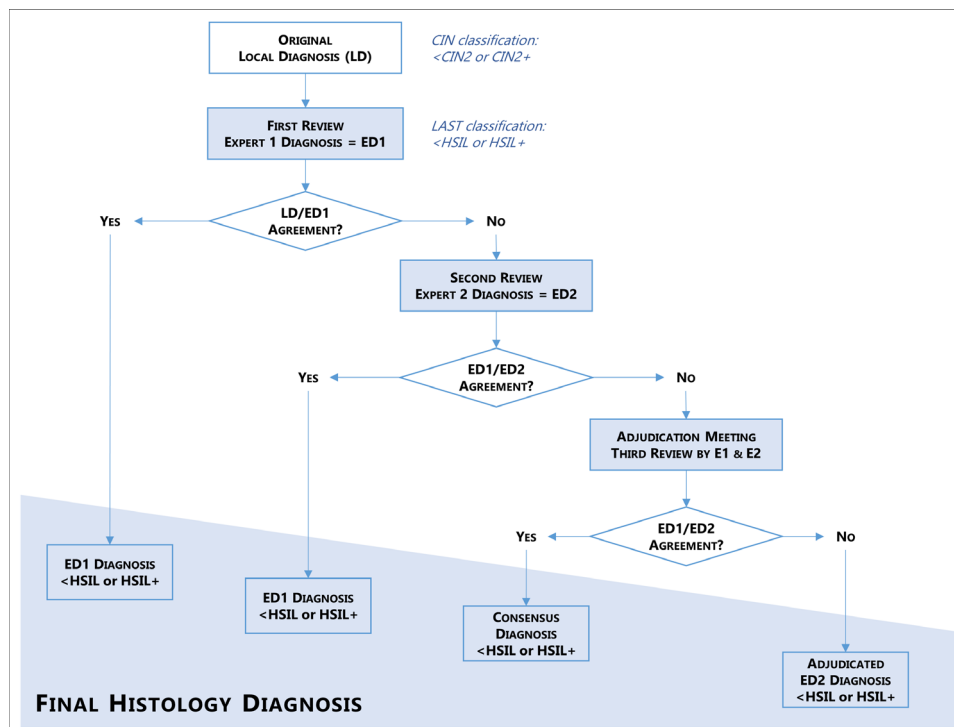 ORIGINAL
LOCAL DIAGNOSIS (LD)
CIN classification:
<CIN2 or CIN2+
FIRST REVIEW
EXPERT 1 DIAGNOSIS = ED1
LAST classification:
<HSIL or HSIL+
LD/ED1
AGREEMENT?
YES
NO
SECOND REVIEW
EXPERT 2 DIAGNOSIS = ED2
ED1/ED2
AGREEMENT?
YES
NO
ADJUDICATION MEETING
THIRD REVIEW BY E1 & E2
ED1/ED2
AGREEMENT?
YES
NO
ED1 DIAGNOSIS
<HSIL or HSIL+
ED1 DIAGNOSIS
<HSIL or HSIL+
CONSENSUS
DIAGNOSIS
<HSIL or HSIL+
ADJUDICATED
ED2 DIAGNOSIS
<HSIL or HSIL+
FINAL HISTOLOGY DIAGNOSIS